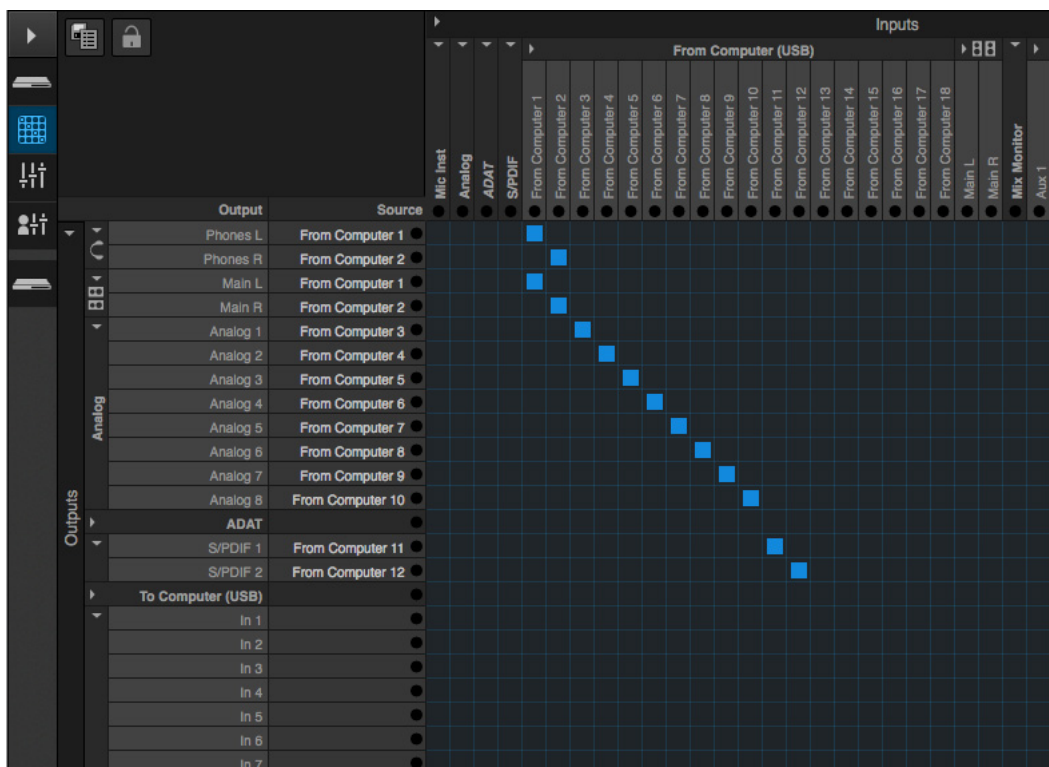 Inputs
From Computer (USB)
Mic Inst
Analog
ADAT
S/PDIF
From Computer 1
From Computer 2
From Computer 3
From Computer 4
From Computer 5
From Computer 6
From Computer 7
From Computer 8
From Computer 9
From Computer 10
From Computer 11
From Computer 12
From Computer 13
From Computer 14
From Computer 15
From Computer 16
From Computer 17
From Computer 18
Main L
Main R
Mix Monitor
Aux 1
Output Source
Outputs
Phones L From Computer 1
Phones R From Computer 2
Main L From Computer 1
Main R From Computer 2
Analog
Analog 1 From Computer 3
Analog 2 From Computer 4
Analog 3 From Computer 5
Analog 4 From Computer 6
Analog 5 From Computer 7
Analog 6 From Computer 8
Analog 7 From Computer 9
Analog 8 From Computer 10
ADAT
S/PDIF 1 From Computer 11
S/PDIF 2 From Computer 12
To Computer (USB)
In 1
In 2
In 3
In 4
In 5
In 6
In 7